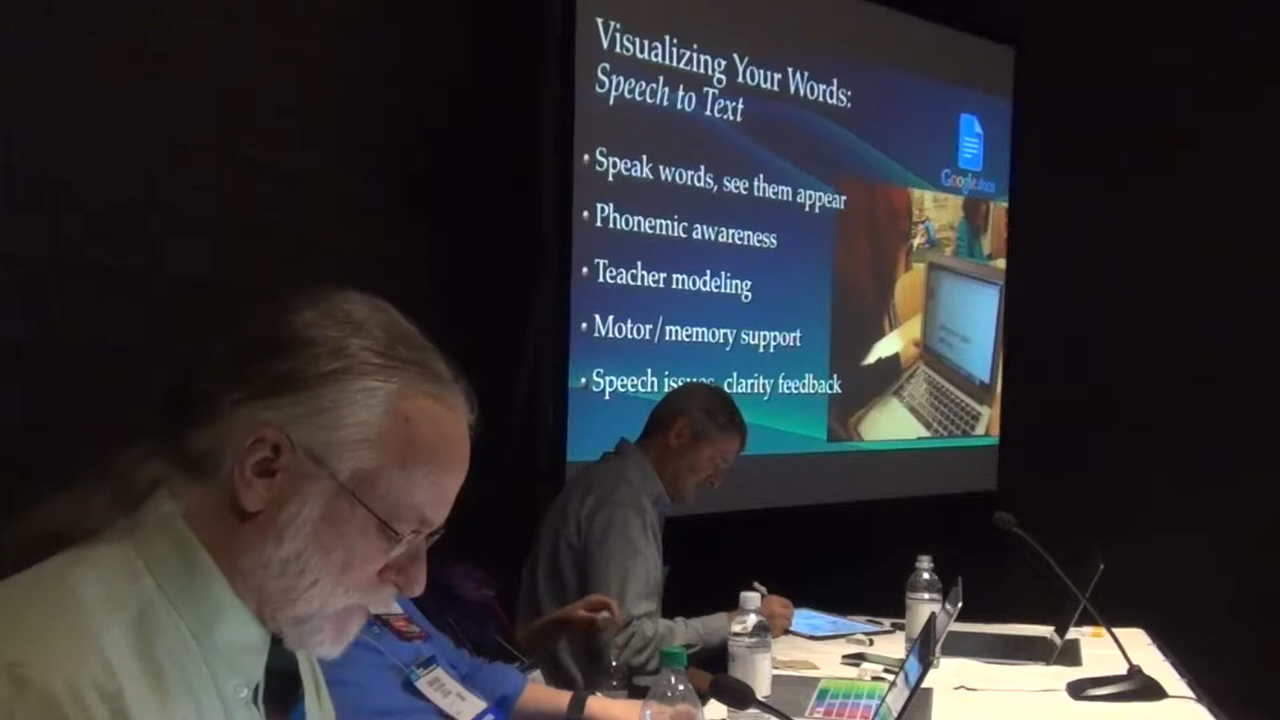 Visualizing Your Words:
Speech to Text
Google docs
• Speak words, see them appear
• Phonemic awareness
• Teacher modeling
• Motor/memory support
• Speech issues, clarity feedback